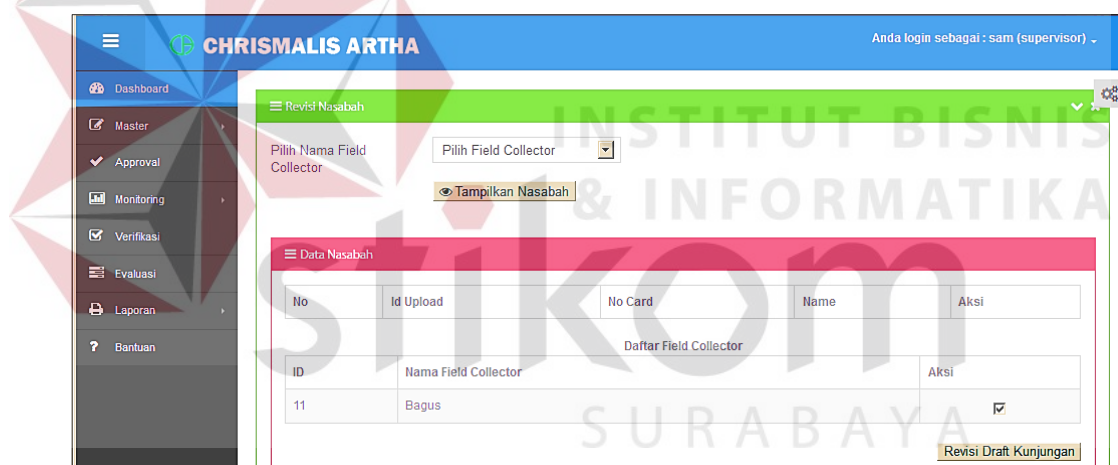 CHRISMALIS ARTHA
Anda login sebagai : sam (supervisor)
Dashboard
Master
Approval
Monitoring
Verifikasi
Evaluasi
Laporan
? Bantuan
Revisi Nasabah
Pilih Nama Field
Collector
Pilih Field Collector
Tampilkan Nasabah
Data Nasabah
No Id Upload No Card Name Aksi
Daftar Field Collector
ID Nama Field Collector Aksi
11 Bagus
Revisi Draft Kunjungan
INSTITUT BISNIS
& INFORMATIKA
stikom
SURABAYA